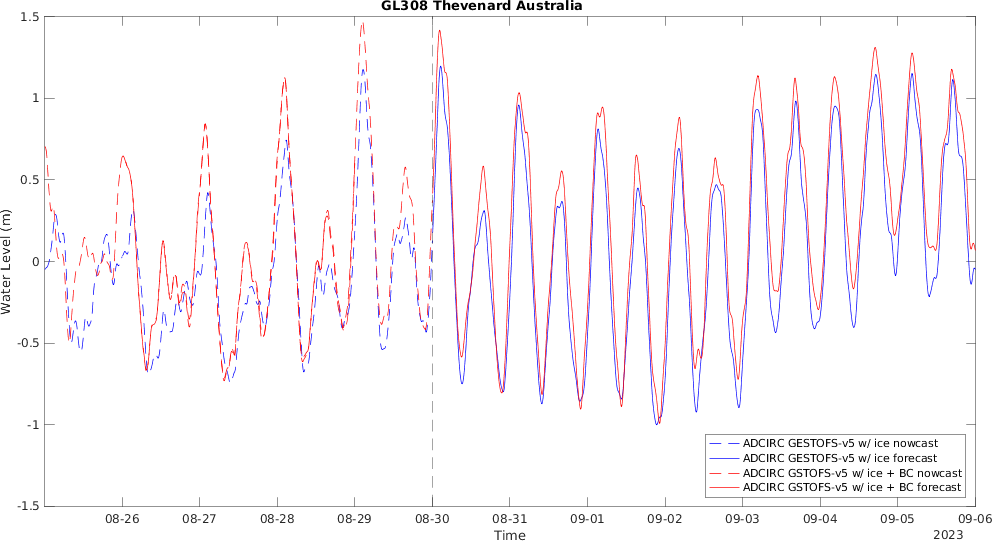 GL308 Thevenard Australia
1.5
1
0.5
0
-0.5
-1
-1.5
Water Level (m)
08-26 08-27 08-28 08-29 08-30 08-31 09-01 09-02 09-03 09-04 09-05 09-06
Time
2023
ADCIRC GESTOFS-v5 w/ ice nowcast
ADCIRC GESTOFS-v5 w/ ice forecast
ADCIRC GSTOFS-v5 w/ ice + BC nowcast
ADCIRC GSTOFS-v5 w/ ice + BC forecast